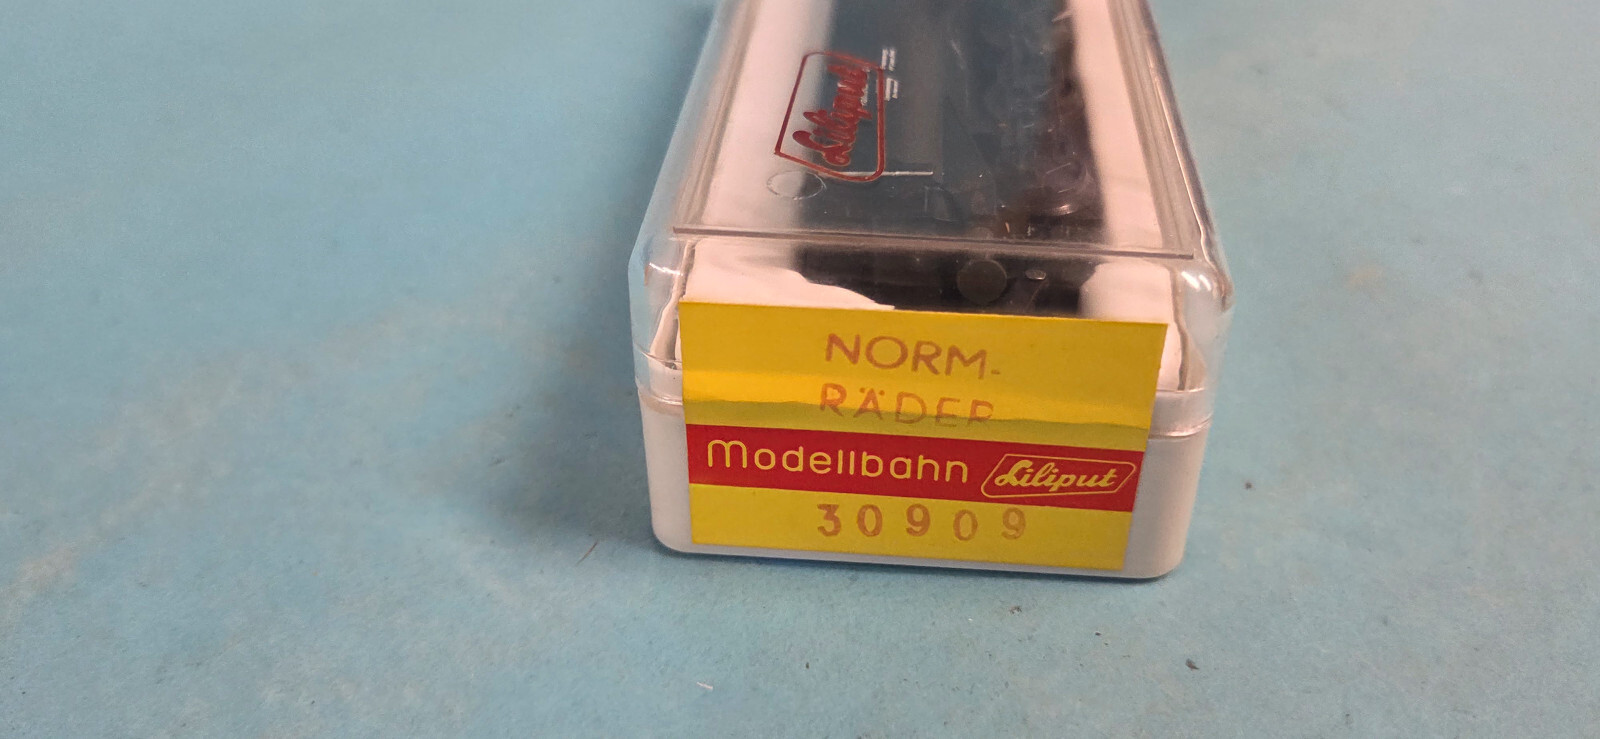 Liliput
NORM-
RÄDER
Modellbahn Liliput
30909